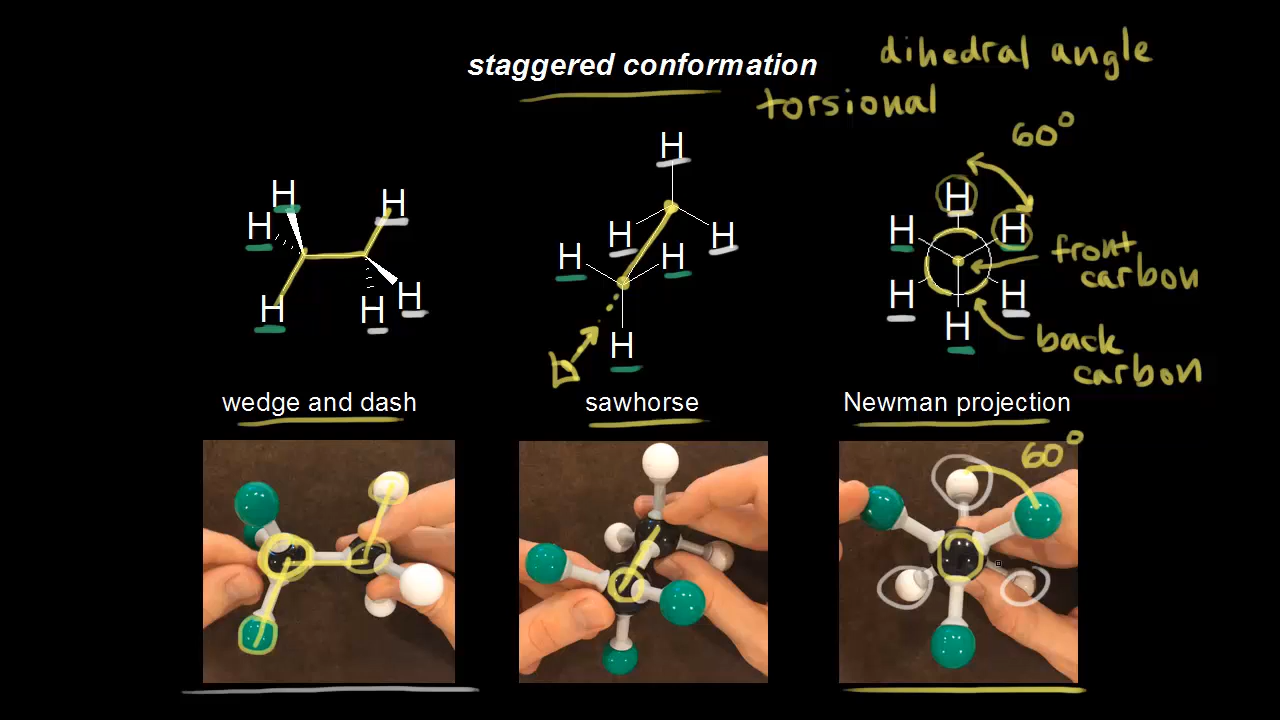 staggered conformation
dihedral angle
torsional
60°
H
H H
H
H H
H
H H
H H
H
H
H H
H H
H
front
carbon
back
carbon
wedge and dash
sawhorse
Newman projection
60°